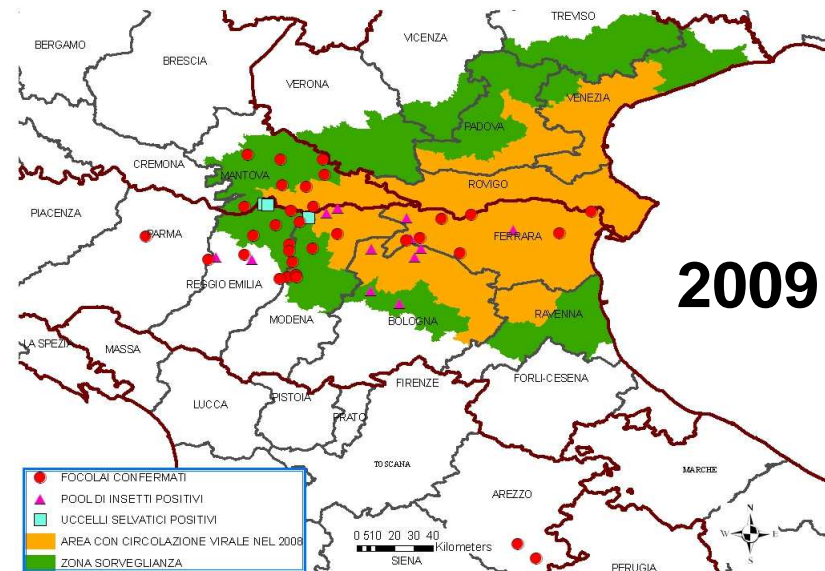 TREVISO
BERGAMO
VICENZA
BRESCIA
VERONA
VENEZIA
PADOVA
CREMONA
MANTOVA
ROVIGO
PIACENZA
PARMA
FERRARA
REGGIO EMILIA
2009
MODENA
RAVENNA
BOLOGNA
LA SPEZIA
MASSA
FIRENZE
FORLI-CESENA
LUCCA
PISTOIA
PRATO
TOSCANA
MARCHE
AREZZO
SIENA
PERUGIA
FOCOLAI CONFERMATI
POOL DI INSETTI POSITIVI
UCCELLI SELVATICI POSITIVI
AREA CON CIRCOLAZIONE VIRALE NEL 2008
ZONA SORVEGLIANZA
0 5 10 20 30 40
Kilometers
N
W E
S